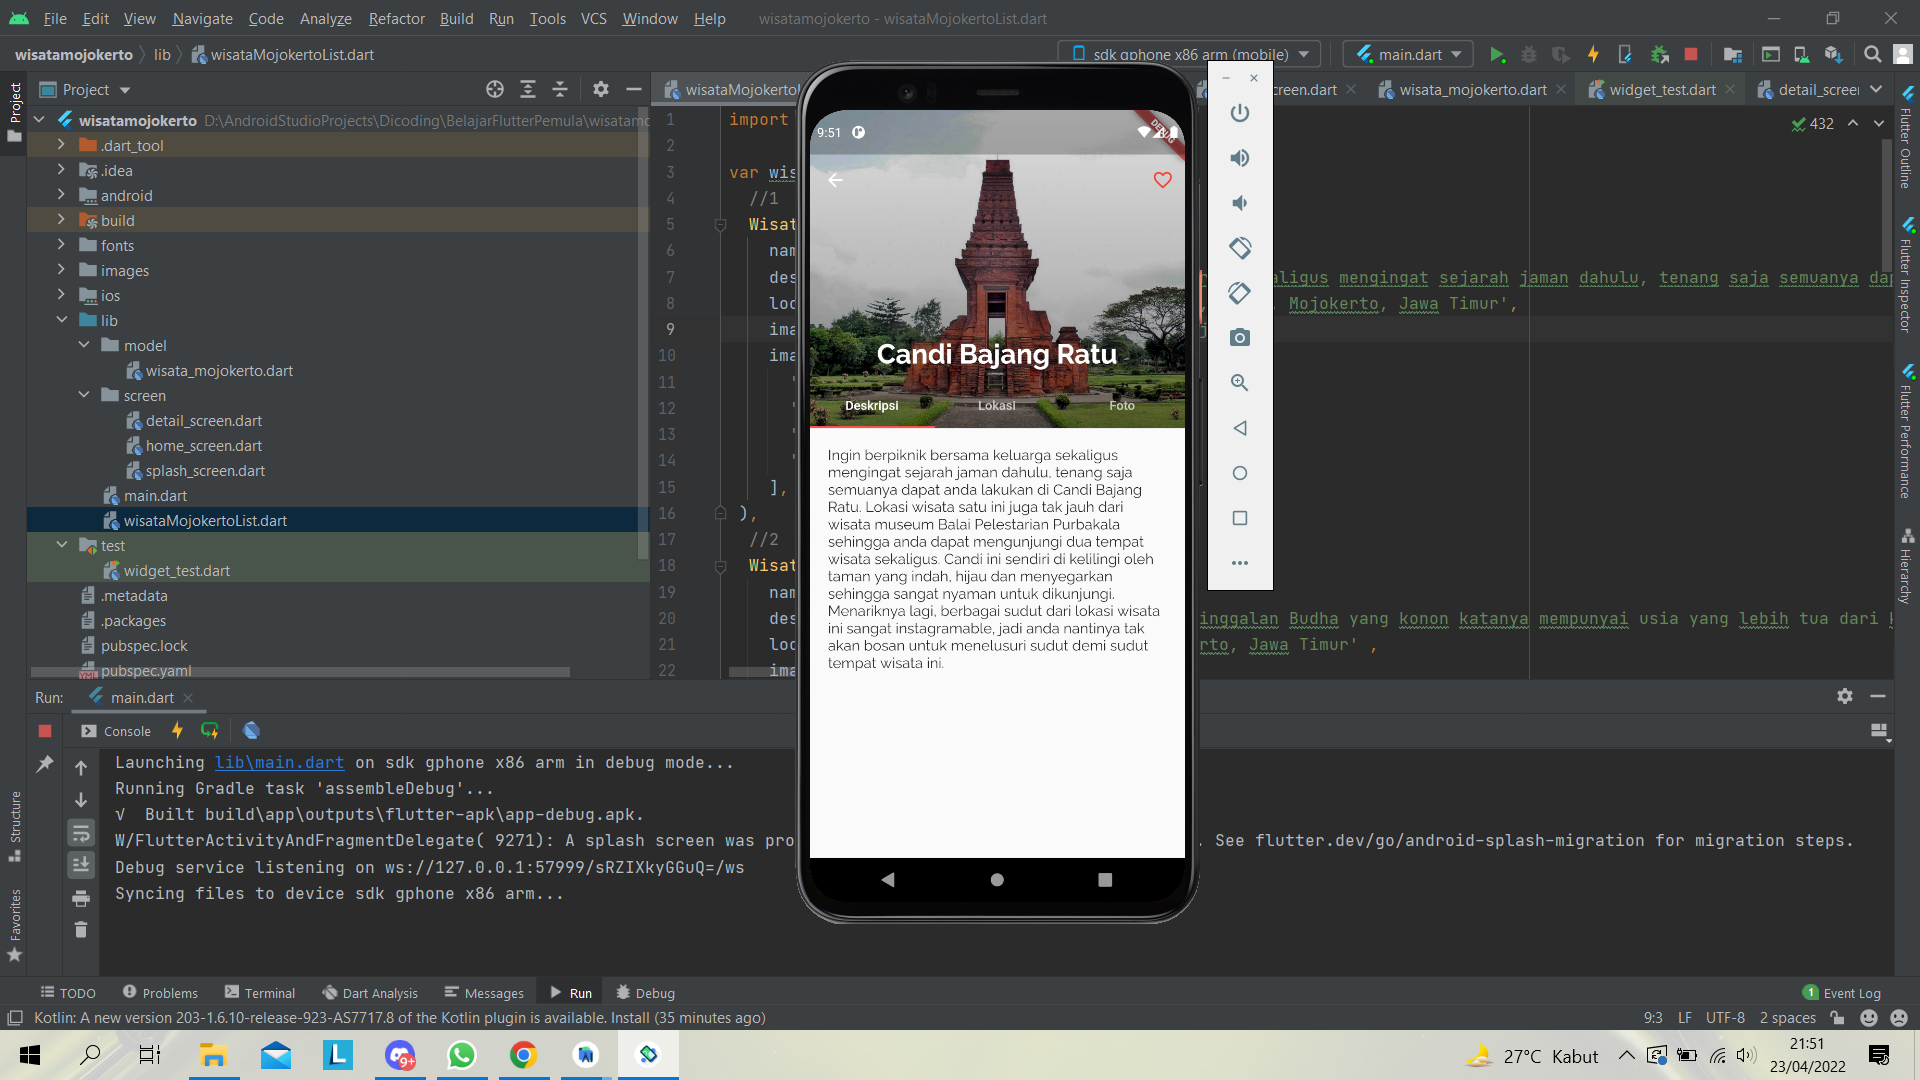 File Edit View Navigate Code Analyze Refactor Build Run Tools VCS Window Help wisatamojokerto - wisataMojokertoList.dart
wisatamojokerto lib wisataMojokertoList.dart
sdk gphone x86 arm (mobile) main.dart
Project
wisatamojokerto D:\AndroidStudioProjects\Dicoding\BelajarFlutterPemula\wisatamo
.dart_tool
.idea
android
build
fonts
images
ios
lib
model
wisata_mojokerto.dart
screen
detail_screen.dart
home_screen.dart
splash_screen.dart
main.dart
wisataMojokertoList.dart
test
widget_test.dart
.metadata
.packages
pubspec.lock
pubspec.yaml
Project
Structure
Favorites
wisataMojokertoL
creen.dart wisata_mojokerto.dart widget_test.dart detail_screen
432
1 import
2
3 var wis
4 //1
5 Wisat
6 nam
7 des
8 loc
9 ima
10 ima
11 '
12 '
13 '
14 '
15 ],
16 ),
17 //2
18 Wisat
19 nam
20 des
21 loc
22 ima
aligus mengingat sejarah jaman dahulu, tenang saja semuanya da
, Mojokerto, Jawa Timur',
inggalan Budha yang konon katanya mempunyai usia yang lebih tua dari k
rto, Jawa Timur' ,
9:51
DEBUG
Candi Bajang Ratu
Deskripsi Lokasi Foto
Ingin berpiknik bersama keluarga sekaligus
mengingat sejarah jaman dahulu, tenang saja
semuanya dapat anda lakukan di Candi Bajang
Ratu. Lokasi wisata satu ini juga tak jauh dari
wisata museum Balai Pelestarian Purbakala
sehingga anda dapat mengunjungi dua tempat
wisata sekaligus. Candi ini sendiri di kelilingi oleh
taman yang indah, hijau dan menyegarkan
sehingga sangat nyaman untuk dikunjungi.
Menariknya lagi, berbagai sudut dari lokasi wisata
ini sangat instagramable, jadi anda nantinya tak
akan bosan untuk menelusuri sudut demi sudut
tempat wisata ini.
Flutter Outline
Flutter Inspector
Flutter Performance
Hierarchy
Run: main.dart
Console
Launching lib\main.dart on sdk gphone x86 arm in debug mode...
Running Gradle task 'assembleDebug'...
√ Built build\app\outputs\flutter-apk\app-debug.apk.
W/FlutterActivityAndFragmentDelegate( 9271): A splash screen was pro . See flutter.dev/go/android-splash-migration for migration steps.
Debug service listening on ws://127.0.0.1:57999/sRZIXkyGGuQ=/ws
Syncing files to device sdk gphone x86 arm...
TODO Problems Terminal Dart Analysis Messages Run Debug 1 Event Log
Kotlin: A new version 203-1.6.10-release-923-AS7717.8 of the Kotlin plugin is available. Install (35 minutes ago) 9:3 LF UTF-8 2 spaces
L 9+ 27°C Kabut
21:51
23/04/2022